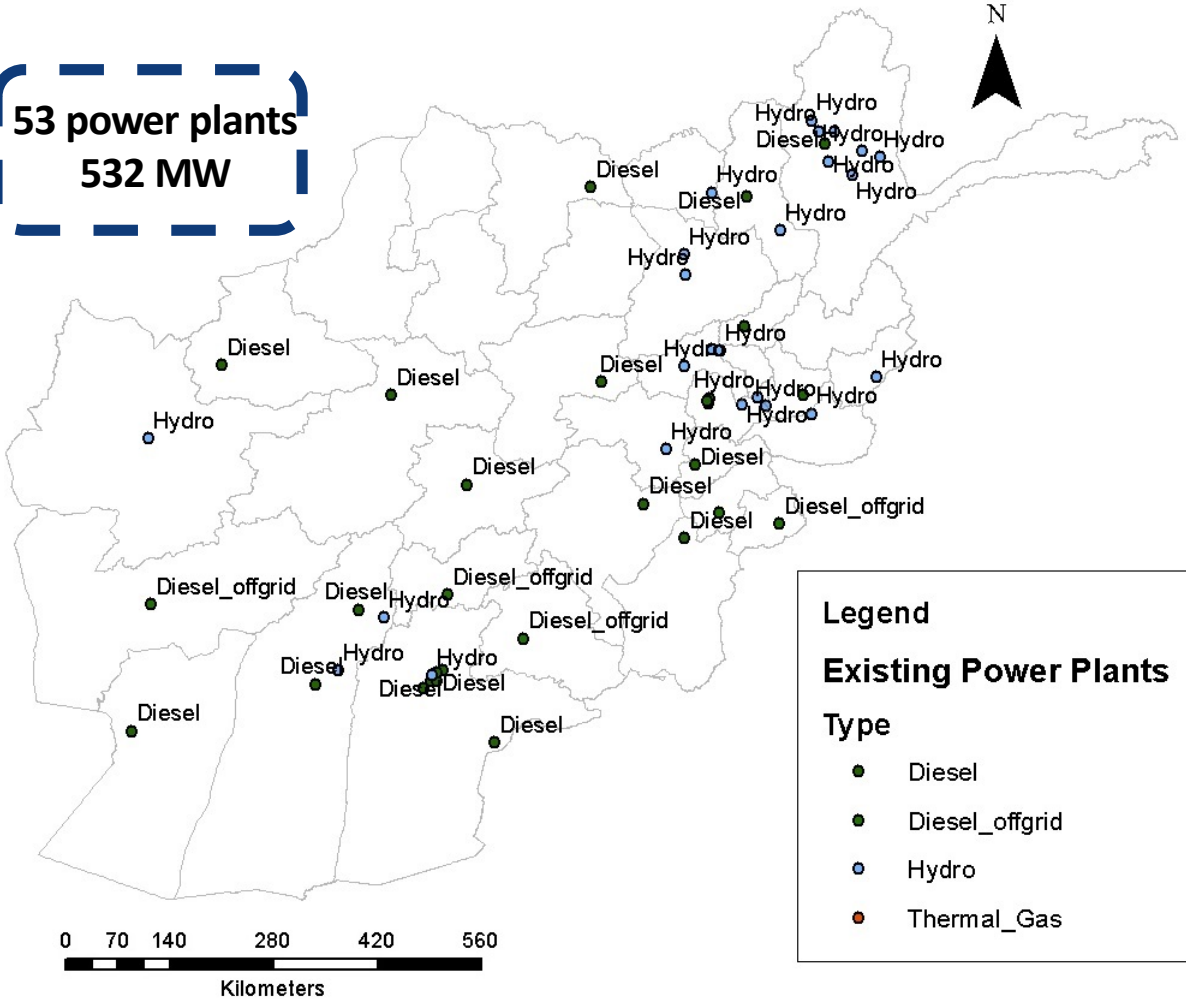 53 power plants
532 MW
N
Hydro
Hydro
Diesel
Hydro
Hydro
Hydro
Hydro
Diesel
Hydro
Diesel
Hydro
Hydro
Hydro
Hydro
Hydro
Diesel
Hydro
Diesel
Hydro
Diesel
Hydro
Hydro
Hydro
Hydro
Hydro
Hydro
Diesel
Diesel
Diesel
Diesel_offgrid
Diesel
Diesel_offgrid
Diesel_offgrid
Diesel
Hydro
Diesel_offgrid
Hydro
Hydro
Diesel
Diesel
Diesel
Diesel
Diesel
Legend
Existing Power Plants
Type
Diesel
Diesel_offgrid
Hydro
Thermal_Gas
0 70 140 280 420 560
Kilometers